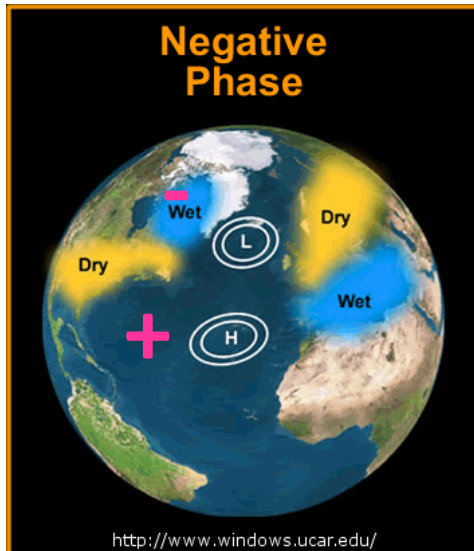 Negative
Phase
Wet
L
Dry
Dry
Wet
H
http://www.windows.ucar.edu/